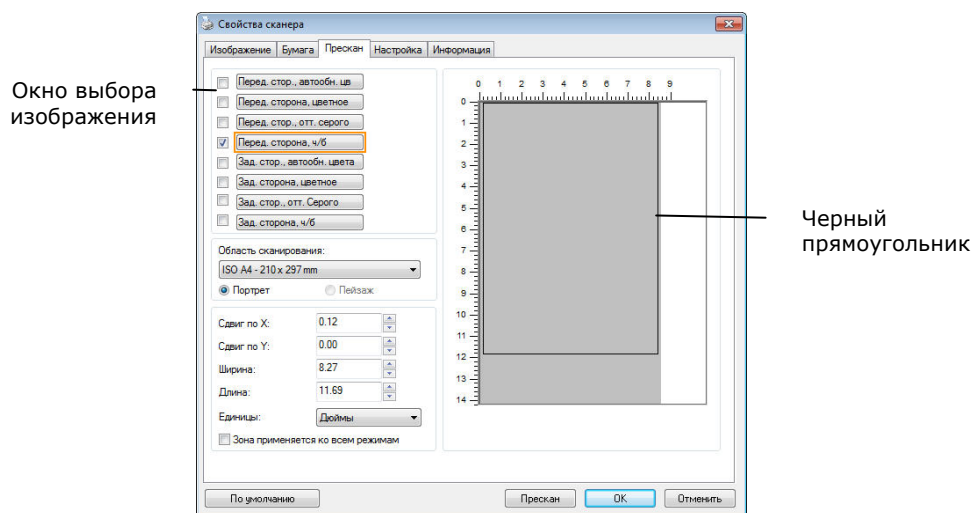 Свойства сканера
Изображение Бумага Прескан Настройка Информация
Окно выбора
изображения
Перед. стор., автообн. цв
Перед. сторона, цветное
Перед. стор., отт. серого
Перед. сторона, ч/б
Зад. стор., автообн. цвета
Зад. сторона, цветное
Зад. стор., отт. Серого
Зад. сторона, ч/б
Область сканирования:
ISO A4 - 210 x 297 mm
Портрет Пейзаж
Сдвиг по X: 0.12
Сдвиг по Y: 0.00
Ширина: 8.27
Длина: 11.69
Единицы: Дюймы
Зона применяется ко всем режимам
0 1 2 3 4 5 6 7 8 9
0
1
2
3
4
5
6
7
8
9
10
11
12
13
14
Черный
прямоугольник
По умолчанию Прескан OK Отменить